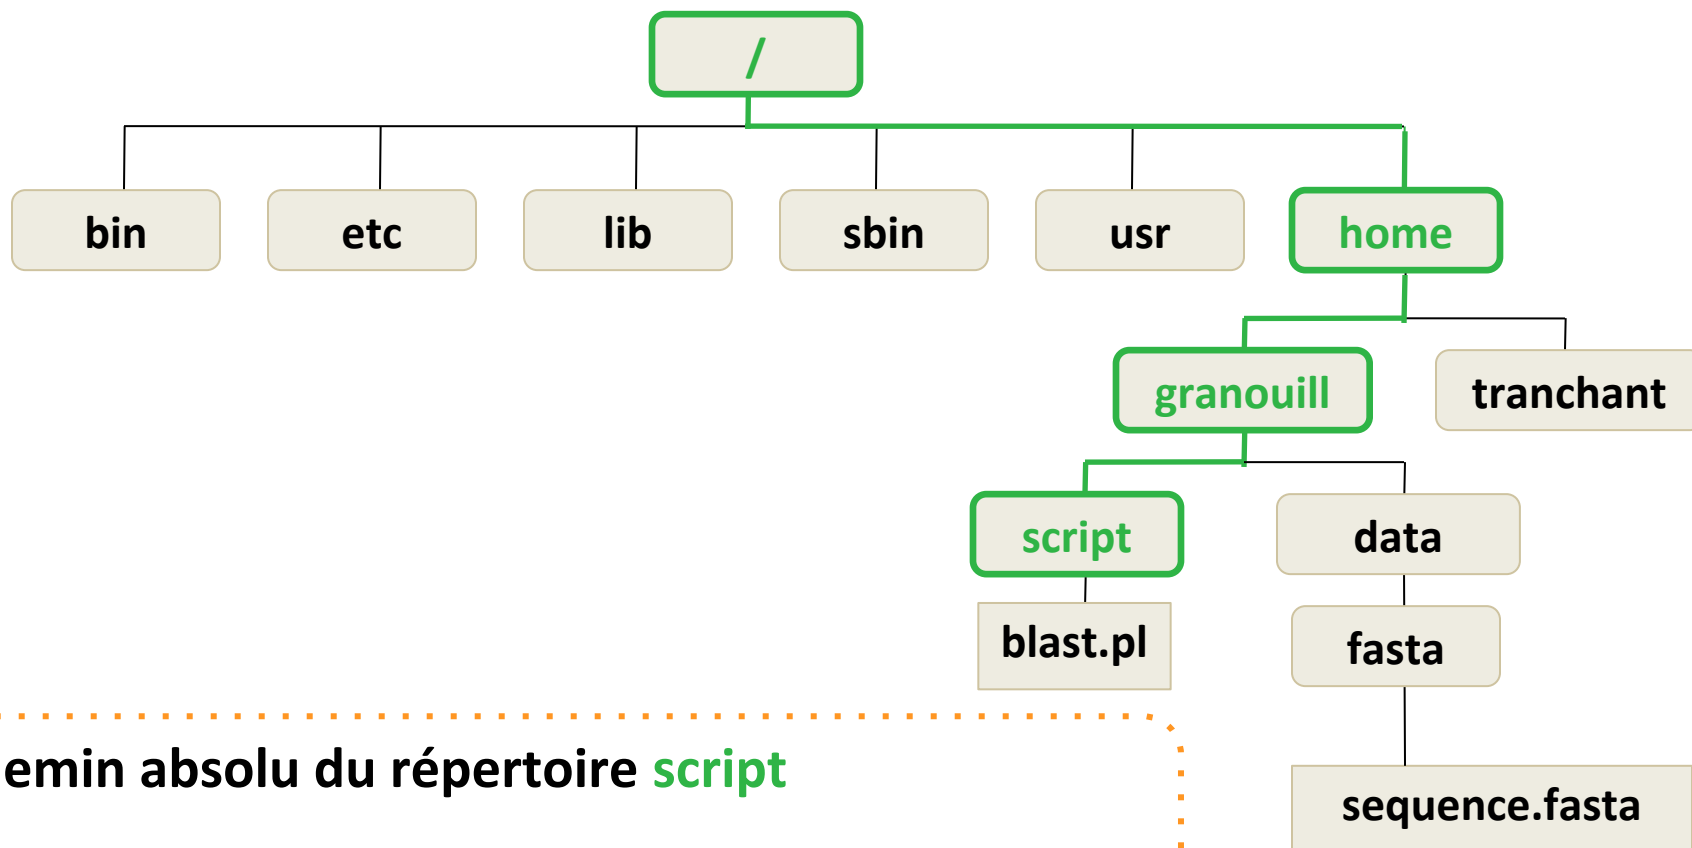 /
bin etc lib sbin usr home
granouill tranchant
script data
blast.pl fasta
emin absolu du répertoire script
sequence.fasta